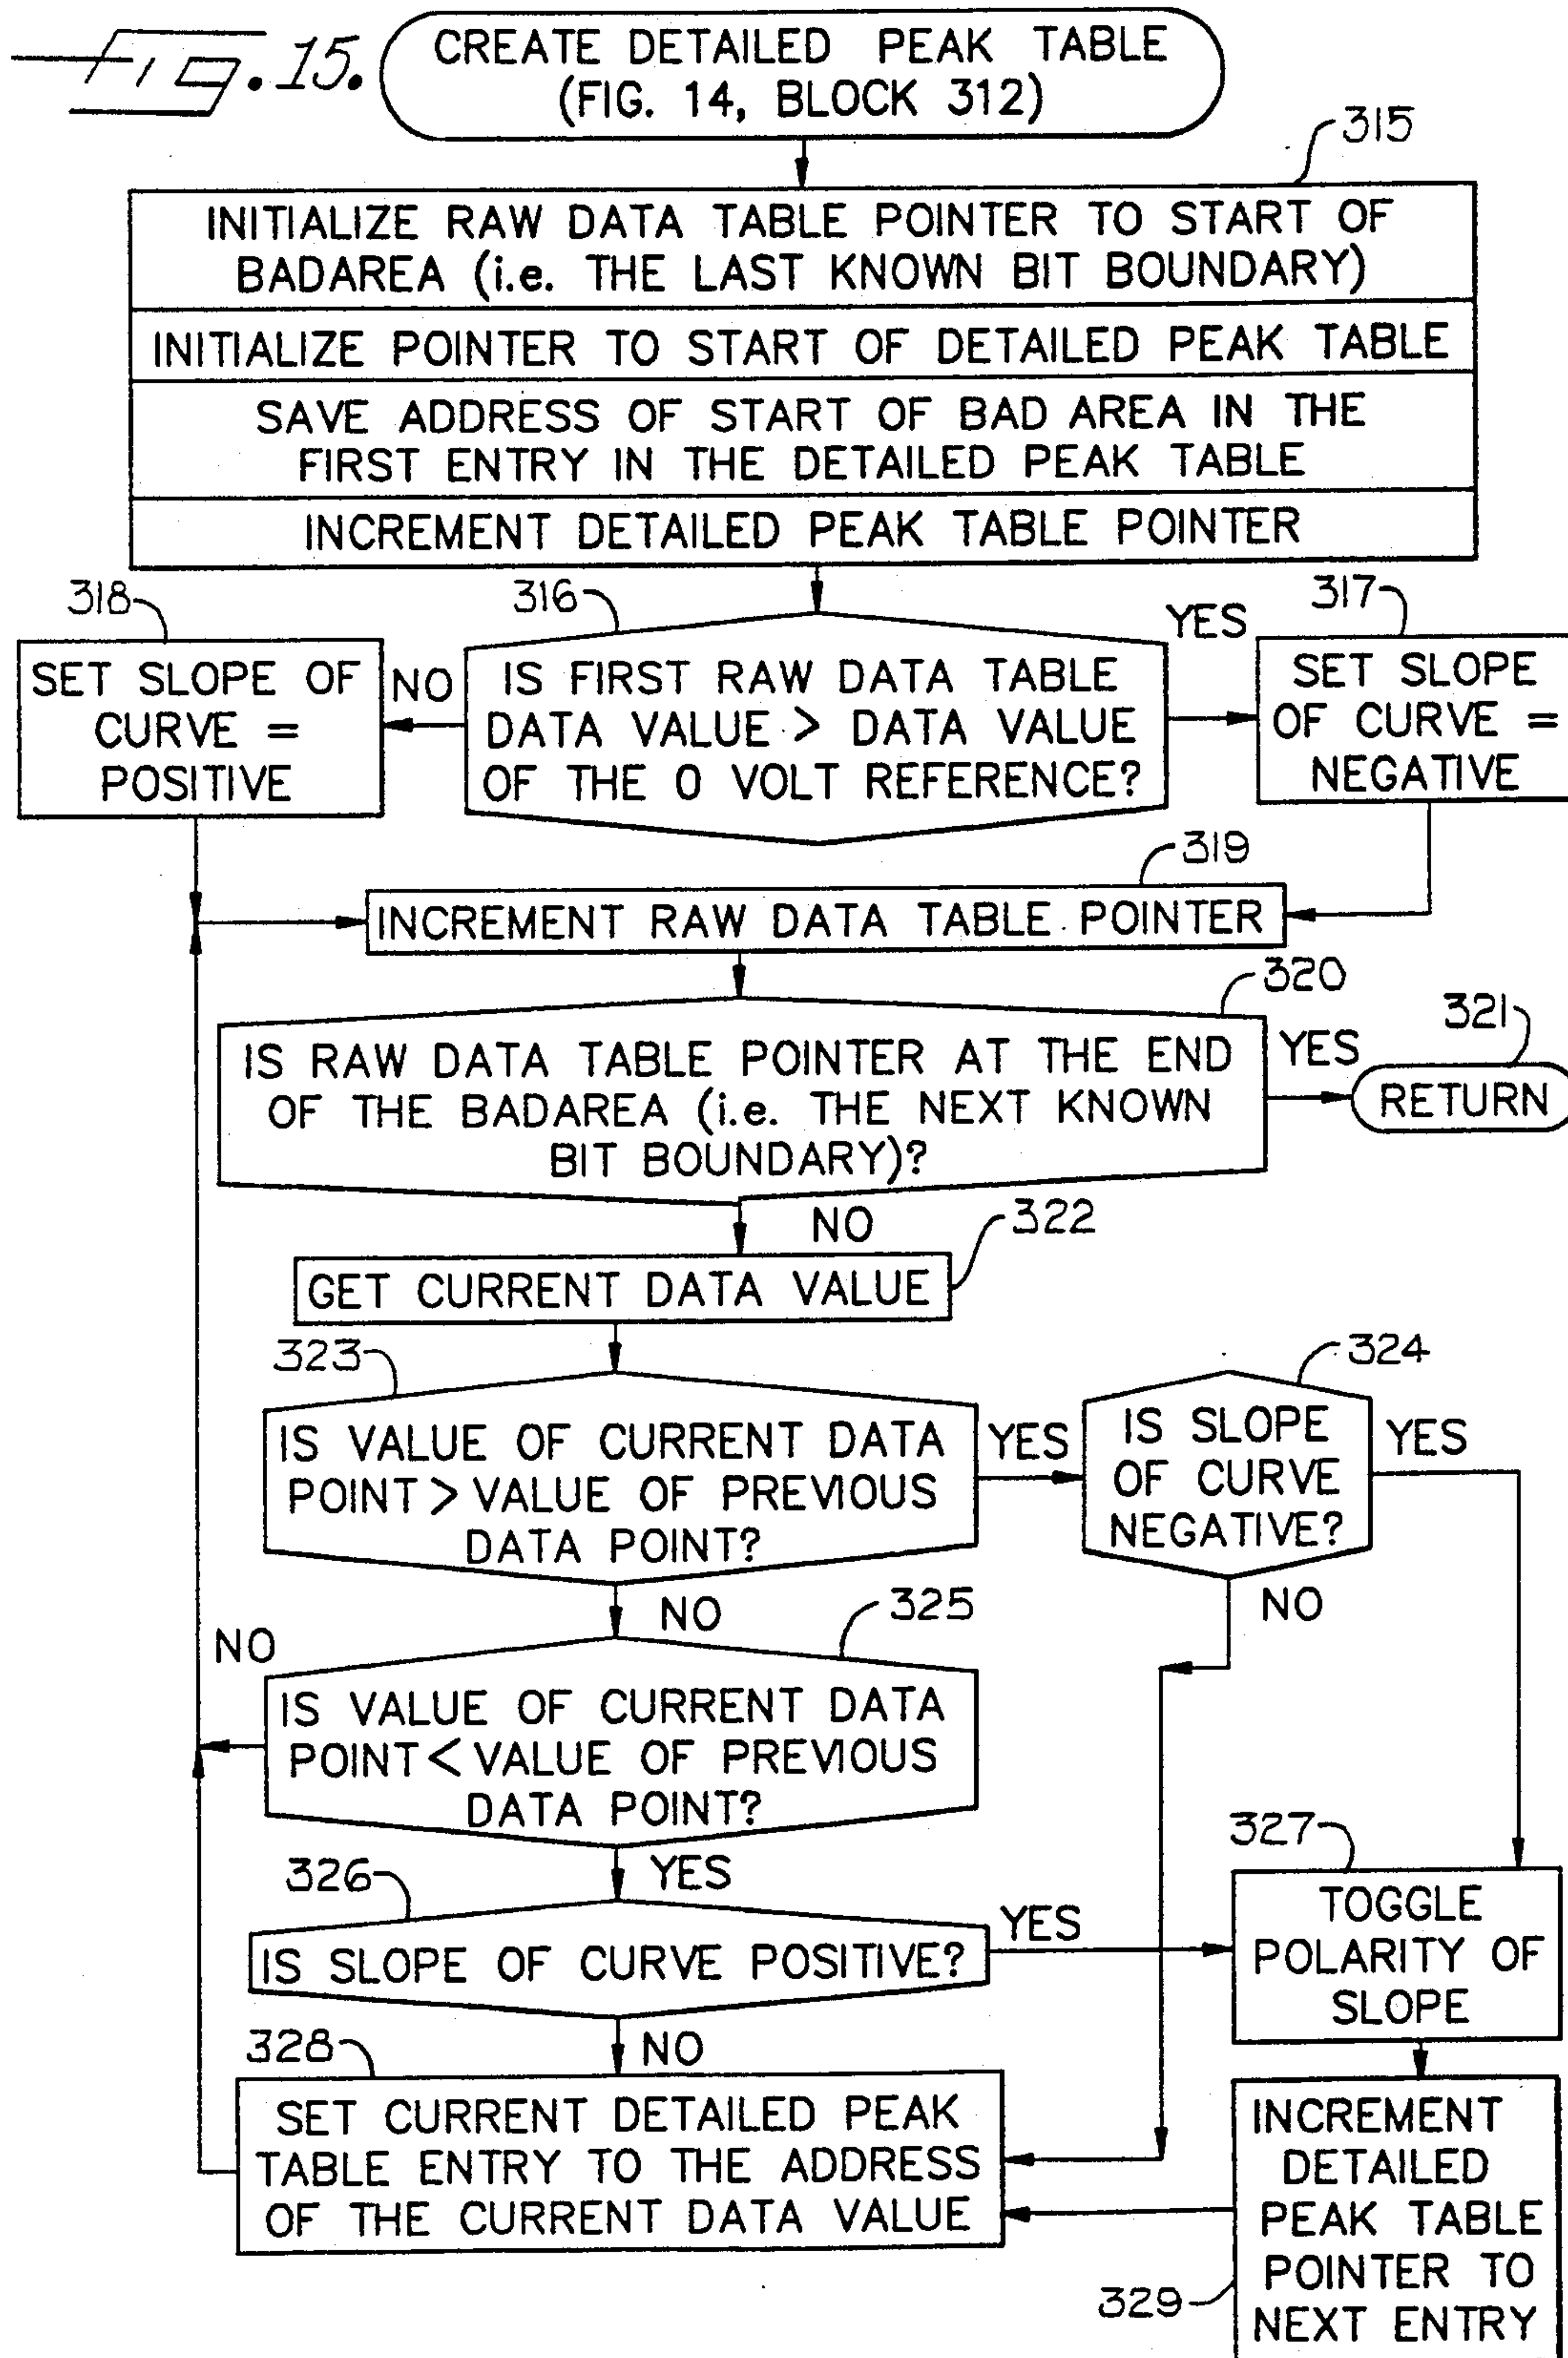 Fig. 15.
CREATE DETAILED PEAK TABLE
(FIG. 14, BLOCK 312)
315
INITIALIZE RAW DATA TABLE POINTER TO START OF
BADAREA (i.e. THE LAST KNOWN BIT BOUNDARY)
INITIALIZE POINTER TO START OF DETAILED PEAK TABLE
SAVE ADDRESS OF START OF BAD AREA IN THE
FIRST ENTRY IN THE DETAILED PEAK TABLE
INCREMENT DETAILED PEAK TABLE POINTER
318
SET SLOPE OF
CURVE =
POSITIVE
NO
316
IS FIRST RAW DATA TABLE
DATA VALUE > DATA VALUE
OF THE 0 VOLT REFERENCE?
YES
317
SET SLOPE
OF CURVE =
NEGATIVE
319
INCREMENT RAW DATA TABLE POINTER
320
IS RAW DATA TABLE POINTER AT THE END
OF THE BADAREA (i.e. THE NEXT KNOWN
BIT BOUNDARY)?
YES
321
RETURN
NO
322
GET CURRENT DATA VALUE
323
IS VALUE OF CURRENT DATA
POINT > VALUE OF PREVIOUS
DATA POINT?
YES
324
IS SLOPE
OF CURVE
NEGATIVE?
YES
NO
NO
325
NO
IS VALUE OF CURRENT DATA
POINT < VALUE OF PREVIOUS
DATA POINT?
YES
326
IS SLOPE OF CURVE POSITIVE?
YES
327
TOGGLE
POLARITY OF
SLOPE
NO
328
SET CURRENT DETAILED PEAK
TABLE ENTRY TO THE ADDRESS
OF THE CURRENT DATA VALUE
INCREMENT
DETAILED
PEAK TABLE
POINTER TO
NEXT ENTRY
329